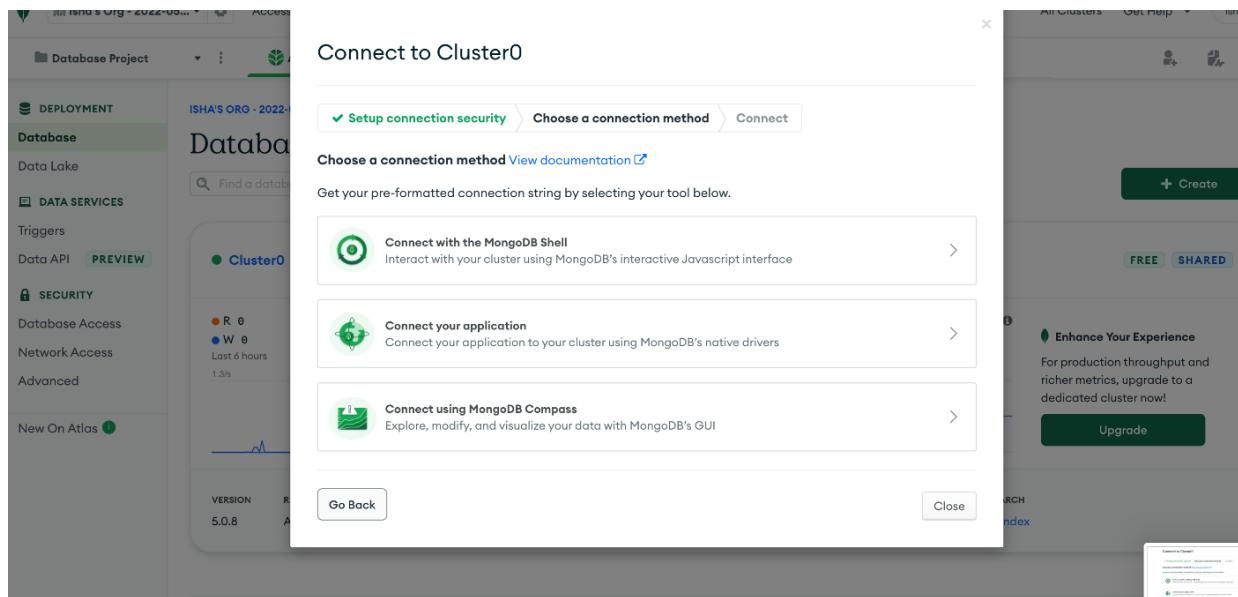 Isha's Org - 2022-05...
Access
All Clusters Get Help
Database Project
Connect to Cluster0
DEPLOYMENT
Database
Data Lake
DATA SERVICES
Triggers
Data API PREVIEW
SECURITY
Database Access
Network Access
Advanced
New On Atlas
ISHA'S ORG - 2022-
Databa
Find a datab
Cluster0
R 0
W 0
Last 6 hours
1.3/s
VERSION
5.0.8
Setup connection security Choose a connection method Connect
Choose a connection method View documentation
Get your pre-formatted connection string by selecting your tool below.
Connect with the MongoDB Shell
Interact with your cluster using MongoDB's interactive Javascript interface
Connect your application
Connect your application to your cluster using MongoDB's native drivers
Connect using MongoDB Compass
Explore, modify, and visualize your data with MongoDB's GUI
Go Back Close
+ Create
FREE SHARED
Enhance Your Experience
For production throughput and
richer metrics, upgrade to a
dedicated cluster now!
Upgrade
RCH
ndex